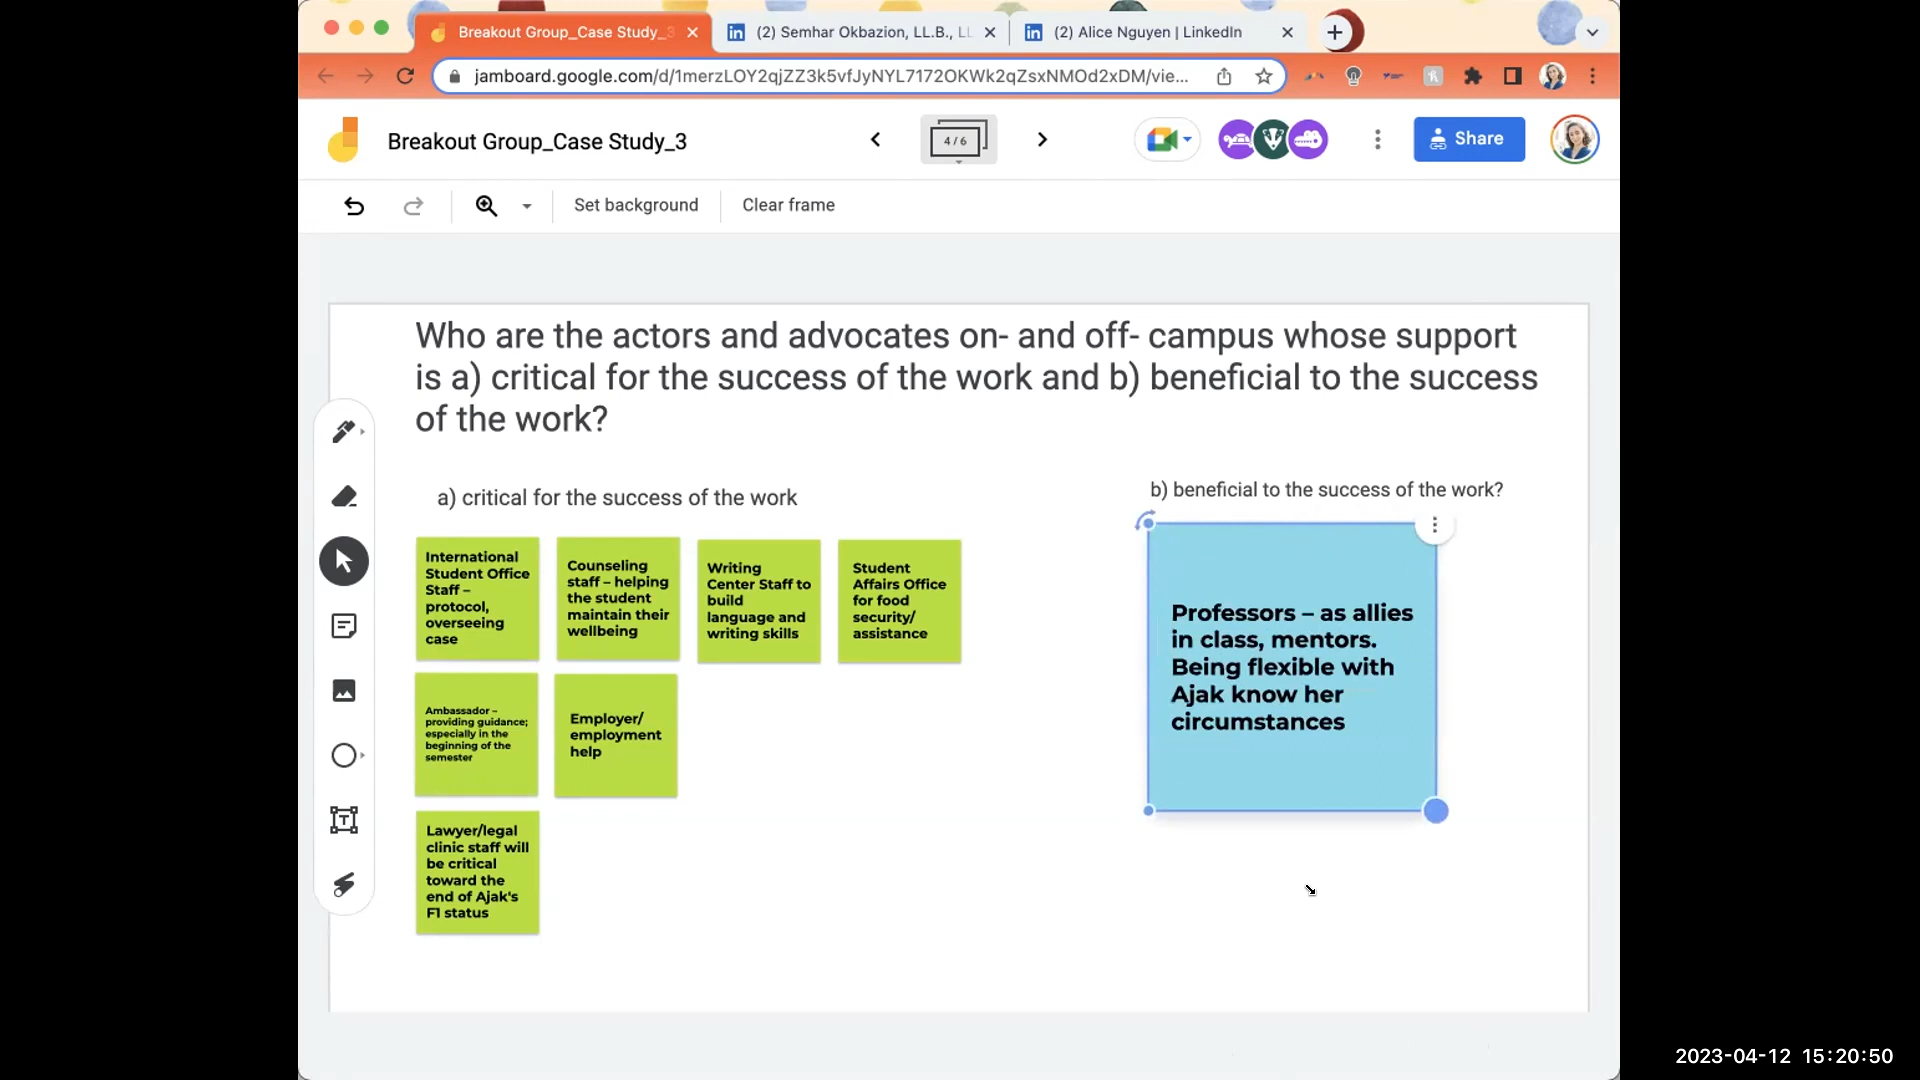 Breakout Group_Case Study_3
(2) Semhar Okbazion, LL.B., LL
(2) Alice Nguyen | LinkedIn
jamboard.google.com/d/1merzLOY2qjZZ3k5vfJyNYL7172OKWk2qZsxNMOd2xDM/vie...
Breakout Group_Case Study_3
4 / 6
Share
Set background
Clear frame
Who are the actors and advocates on- and off- campus whose support
is a) critical for the success of the work and b) beneficial to the success
of the work?
a) critical for the success of the work
International
Student Office
Staff –
protocol,
overseeing
case
Counseling
staff – helping
the student
maintain their
wellbeing
Writing
Center Staff to
build
language and
writing skills
Student
Affairs Office
for food
security/
assistance
Ambassador –
providing guidance;
especially in the
beginning of the
semester
Employer/
employment
help
Lawyer/legal
clinic staff will
be critical
toward the
end of Ajak's
F1 status
b) beneficial to the success of the work?
Professors – as allies
in class, mentors.
Being flexible with
Ajak know her
circumstances
2023-04-12 15:20:50